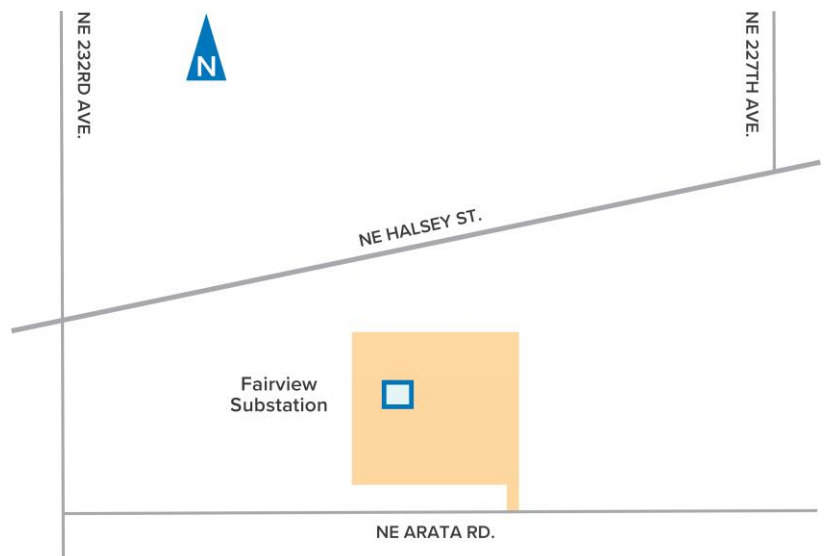 NE 232RD AVE.
N
NE 227TH AVE.
NE HALSEY ST.
Fairview
Substation
NE ARATA RD.